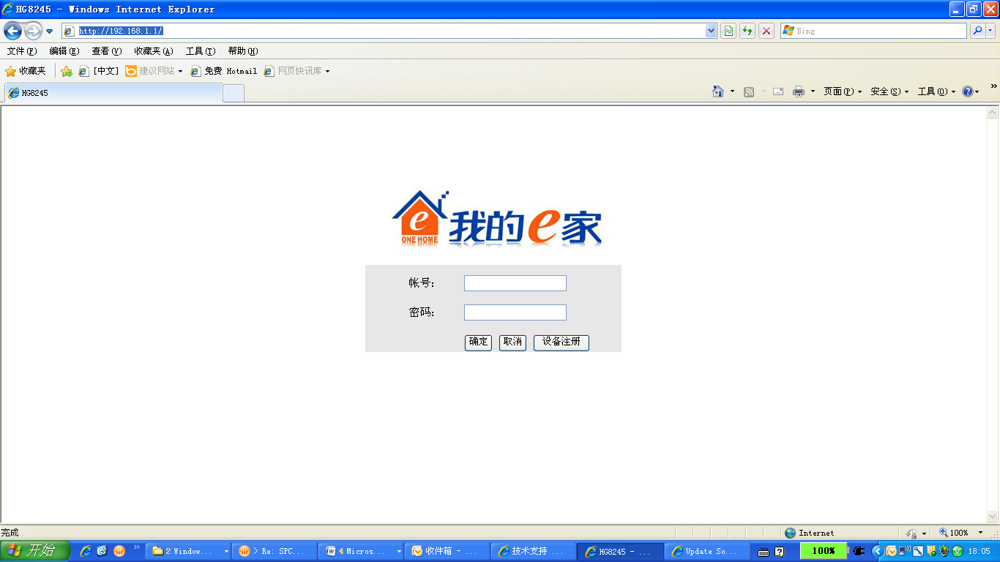 HG8245 - Windows Internet Explorer
http://192.168.1.1/
Bing
文件(F) 编辑(E) 查看(V) 收藏夹(A) 工具(T) 帮助(H)
收藏夹 [中文] 建议网站 免费 Hotmail 网页快讯库
HG8245
页面(P) 安全(S) 工具(O)
e ONE HOME 我的e家
帐号：
密码：
确定 取消 设备注册
完成 Internet 100%
开始 2 Window... Re: SPC... 4 Micros... 收件箱 -... 技术支持 ... HG8245 - ... Update So... 100% 18:05